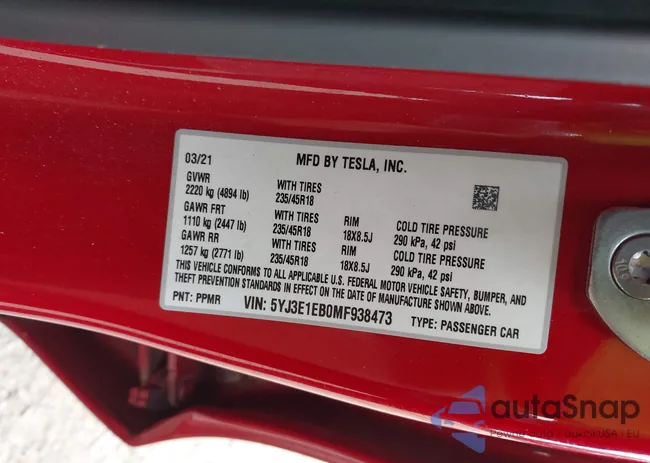 03/21 MFD BY TESLA, INC.
GVWR WITH TIRES
2220 kg (4894 lb) 235/45R18
GAWR FRT WITH TIRES RIM COLD TIRE PRESSURE
1110 kg (2447 lb) 235/45R18 18X8.5J 290 kPa, 42 psi
GAWR RR WITH TIRES RIM COLD TIRE PRESSURE
1257 kg (2771 lb) 235/45R18 18X8.5J 290 kPa, 42 psi
THIS VEHICLE CONFORMS TO ALL APPLICABLE U.S. FEDERAL MOTOR VEHICLE SAFETY, BUMPER, AND
THEFT PREVENTION STANDARDS IN EFFECT ON THE DATE OF MANUFACTURE SHOWN ABOVE.
PNT: PPMR VIN: 5YJ3E1EB0MF938473 TYPE: PASSENGER CAR
autoSnap